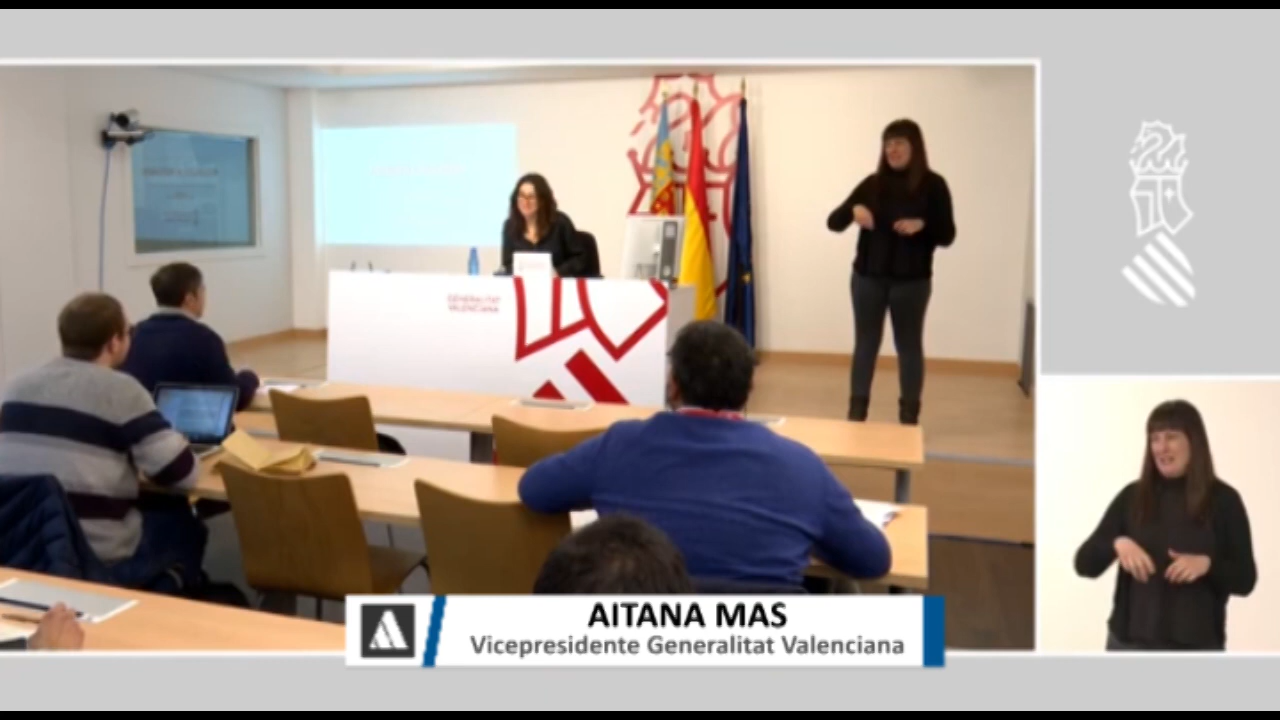 GENERALITAT
VALENCIANA
AITANA MAS
Vicepresidente Generalitat Valenciana